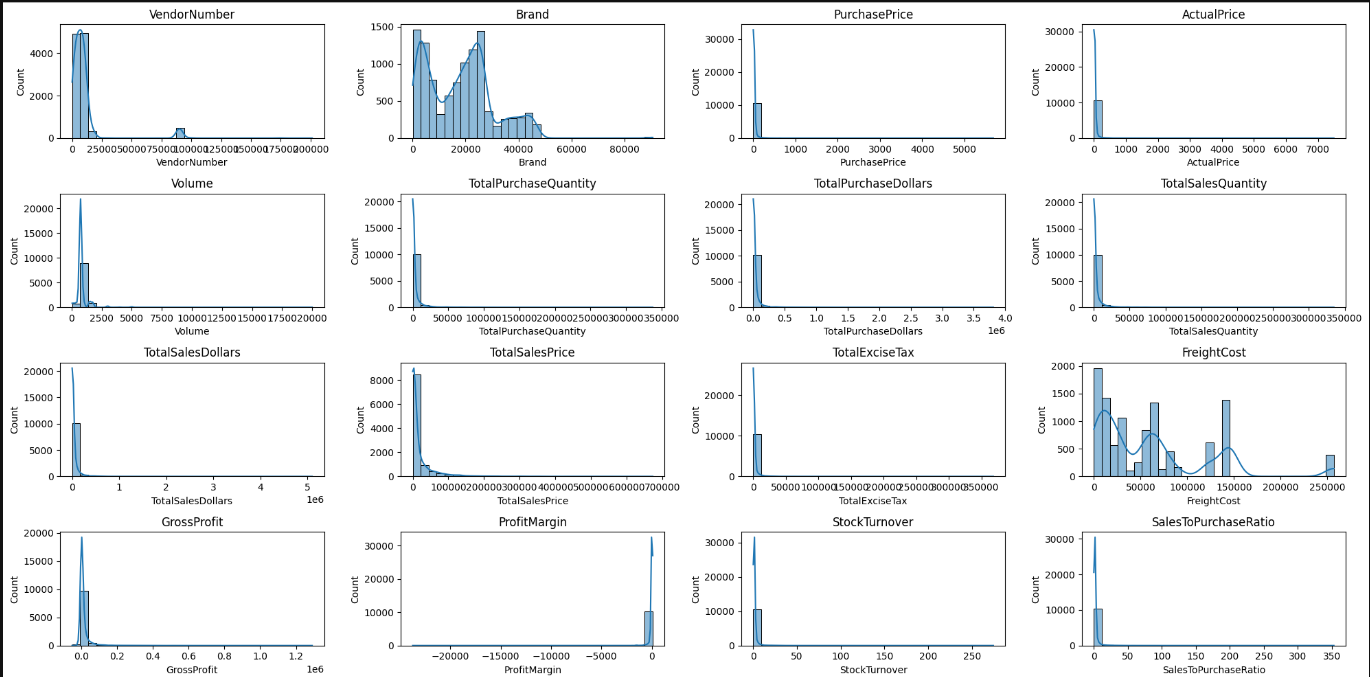 VendorNumber
Count
4000
2000
0
0 25000 50000 75000 100000 125000 150000 175000 200000
VendorNumber
Brand
Count
1500
1000
500
0
0 20000 40000 60000 80000
Brand
PurchasePrice
Count
30000
20000
10000
0
0 1000 2000 3000 4000 5000
PurchasePrice
ActualPrice
Count
30000
20000
10000
0
0 1000 2000 3000 4000 5000 6000 7000
ActualPrice
Volume
Count
20000
15000
10000
5000
0
0 2500 5000 7500 10000 12500 15000 17500 20000
Volume
TotalPurchaseQuantity
Count
20000
15000
10000
5000
0
0 50000 100000 150000 200000 250000 300000 350000
TotalPurchaseQuantity
TotalPurchaseDollars
Count
20000
15000
10000
5000
0
0.0 0.5 1.0 1.5 2.0 2.5 3.0 3.5 4.0
TotalPurchaseDollars
1e6
TotalSalesQuantity
Count
20000
15000
10000
5000
0
0 50000 100000 150000 200000 250000 300000 350000
TotalSalesQuantity
TotalSalesDollars
Count
20000
15000
10000
5000
0
0 1 2 3 4 5
TotalSalesDollars
1e6
TotalSalesPrice
Count
8000
6000
4000
2000
0
0 100000 200000 300000 400000 500000 600000 700000
TotalSalesPrice
TotalExciseTax
Count
20000
10000
0
0 50000 100000 150000 200000 250000 300000 350000
TotalExciseTax
FreightCost
Count
2000
1500
1000
500
0
0 50000 100000 150000 200000 250000
FreightCost
GrossProfit
Count
20000
15000
10000
5000
0
0.0 0.2 0.4 0.6 0.8 1.0 1.2
GrossProfit
1e6
ProfitMargin
Count
30000
20000
10000
0
−20000 −15000 −10000 −5000 0
ProfitMargin
StockTurnover
Count
30000
20000
10000
0
0 50 100 150 200 250
StockTurnover
SalesToPurchaseRatio
Count
30000
20000
10000
0
0 50 100 150 200 250 300 350
SalesToPurchaseRatio